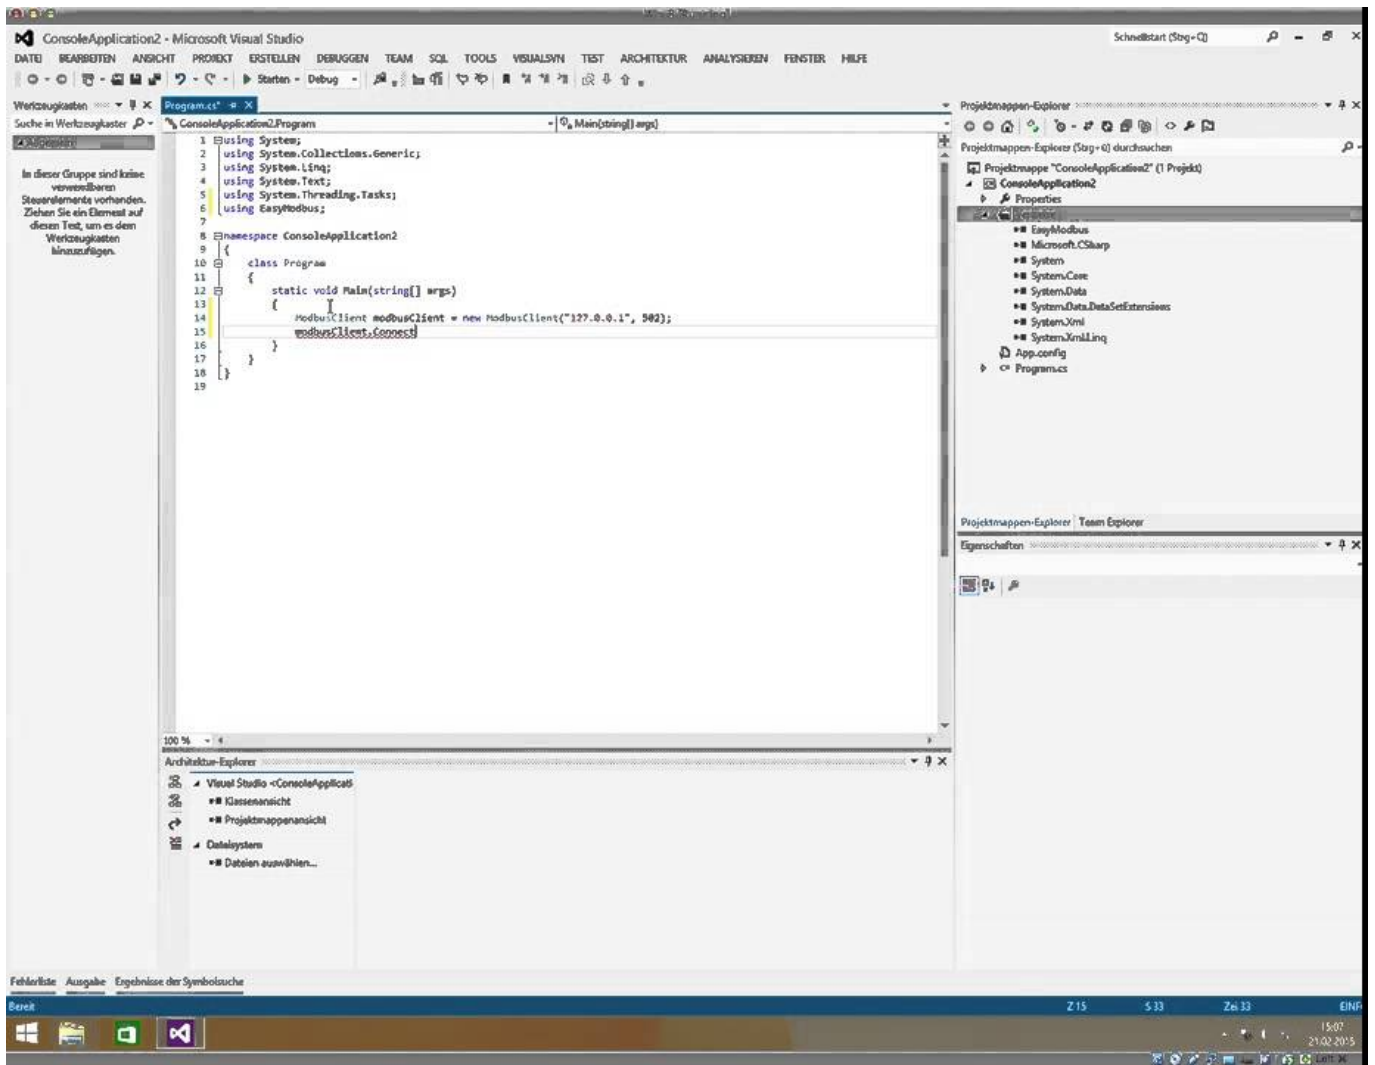 ConsoleApplication2 - Microsoft Visual Studio
Schnellstart (Strg+Q)
DATEI BEARBEITEN ANSICHT PROJEKT ERSTELLEN DEBUGGEN TEAM SQL TOOLS VISUALSVN TEST ARCHITEKTUR ANALYSIEREN FENSTER HILFE
Starten Debug
Werkzeugkasten
Suche in Werkzeugkasten
Allgemein
In dieser Gruppe sind keine
verwendbaren
Steuerelemente vorhanden.
Ziehen Sie ein Element auf
diesen Text, um es dem
Werkzeugkasten
hinzuzufügen.
Program.cs*
ConsoleApplication2.Program
Main(string[] args)
1 using System;
2 using System.Collections.Generic;
3 using System.Linq;
4 using System.Text;
5 using System.Threading.Tasks;
6 using EasyModbus;
7
8 namespace ConsoleApplication2
9 {
10 class Program
11 {
12 static void Main(string[] args)
13 {
14 ModbusClient modbusClient = new ModbusClient("127.0.0.1", 502);
15 modbusClient.Connect
16 }
17 }
18 }
19
100 %
Projektmappen-Explorer
Projektmappen-Explorer (Strg+ü) durchsuchen
Projektmappe "ConsoleApplication2" (1 Projekt)
ConsoleApplication2
Properties
EasyModbus
Microsoft.CSharp
System
System.Core
System.Data
System.Data.DataSetExtensions
System.Xml
System.Xml.Linq
App.config
Program.cs
Projektmappen-Explorer Team Explorer
Eigenschaften
Architektur-Explorer
Visual Studio <ConsoleApplicati
Klassenansicht
Projektmappenansicht
Dateisystem
Dateien auswählen...
Fehlerliste Ausgabe Ergebnisse der Symbolsuche
Bereit
Z 15 S 33 Zei 33 EINF
15:07
21.02.2015
Left